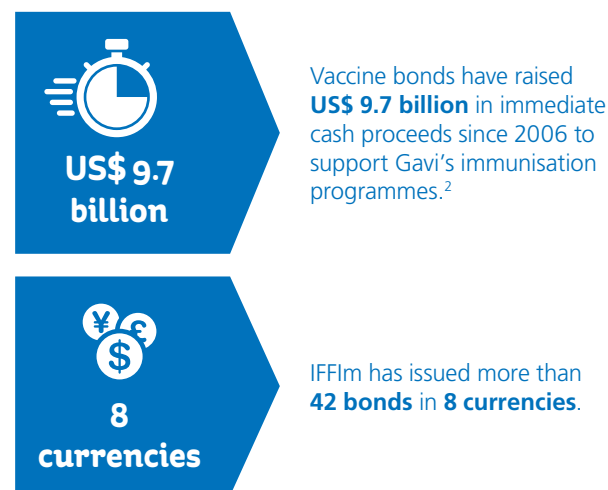 US$ 9.7
billion
Vaccine bonds have raised
US$ 9.7 billion in immediate
cash proceeds since 2006 to
support Gavi’s immunisation
programmes.2
¥ £
$
8
currencies
IFFIm has issued more than
42 bonds in 8 currencies.